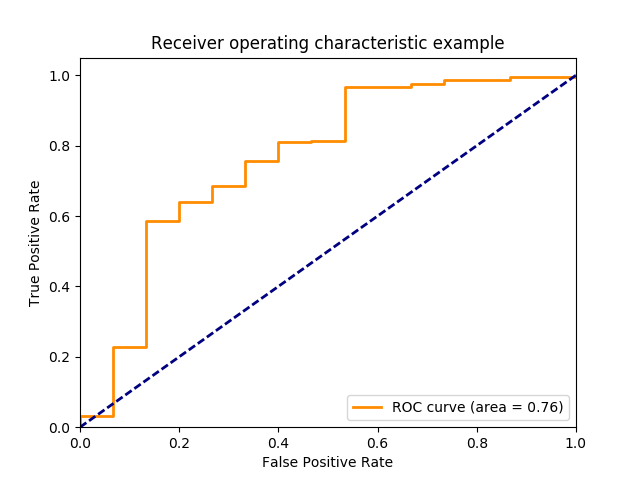 Receiver operating characteristic example
True Positive Rate
1.0
0.8
0.6
0.4
0.2
0.0
ROC curve (area = 0.76)
0.0 0.2 0.4 0.6 0.8 1.0
False Positive Rate